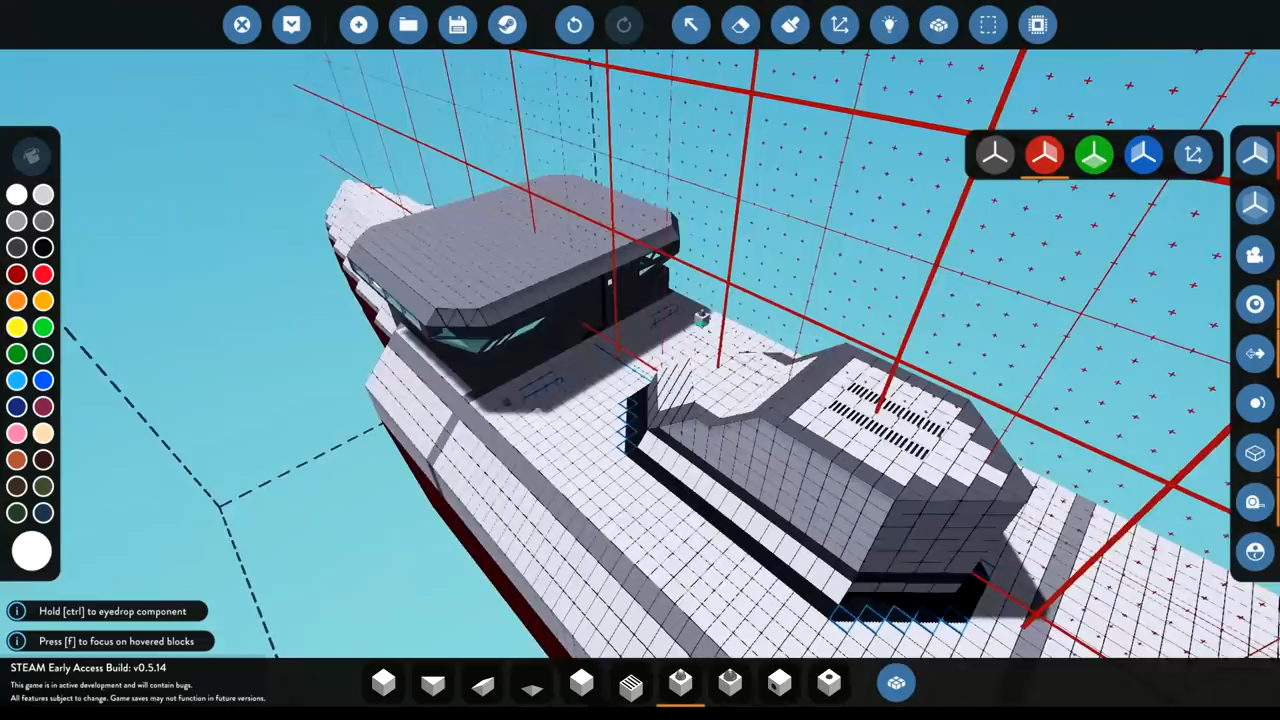 Hold [ctrl] to eyedrop component
Press [f] to focus on hovered blocks
STEAM Early Access Build: v0.5.14
This game is in active development and will contain bugs.
All features subject to change. Game saves may not function in future versions.